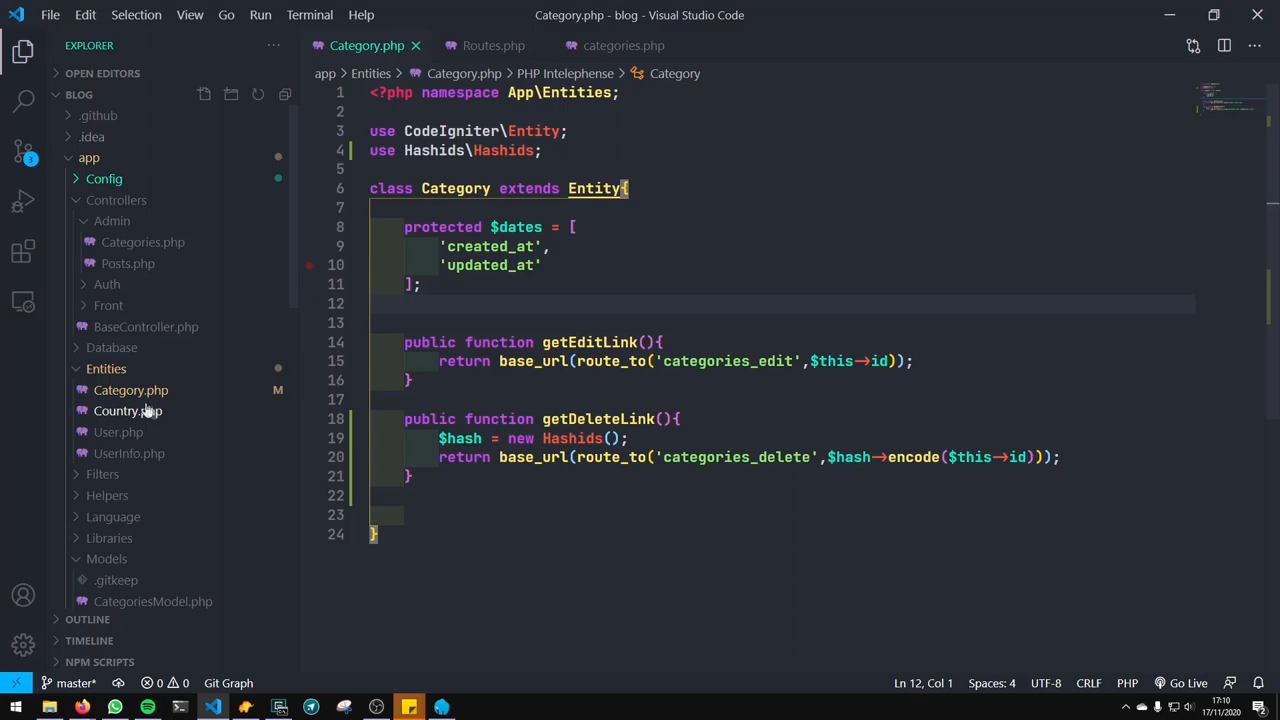 File Edit Selection View Go Run Terminal Help
Category.php - blog - Visual Studio Code
EXPLORER
OPEN EDITORS
BLOG
.github
.idea
app
Config
Controllers
Admin
Categories.php
Posts.php
Auth
Front
BaseController.php
Database
Entities
Category.php M
Country.php
User.php
UserInfo.php
Filters
Helpers
Language
Libraries
Models
.gitkeep
CategoriesModel.php
OUTLINE
TIMELINE
NPM SCRIPTS
3
Category.php Routes.php categories.php
app > Entities > Category.php > PHP Intelephense > Category
1 <?php namespace App\Entities;
2
3 use CodeIgniter\Entity;
4 use Hashids\Hashids;
5
6 class Category extends Entity{
7
8 protected $dates = [
9 'created_at',
10 'updated_at'
11 ];
12
13
14 public function getEditLink(){
15 return base_url(route_to('categories_edit',$this->id));
16 }
17
18 public function getDeleteLink(){
19 $hash = new Hashids();
20 return base_url(route_to('categories_delete',$hash->encode($this->id)));
21 }
22
23
24 }
master* 0 0 Git Graph
Ln 12, Col 1 Spaces: 4 UTF-8 CRLF PHP Go Live
17:10
17/11/2020